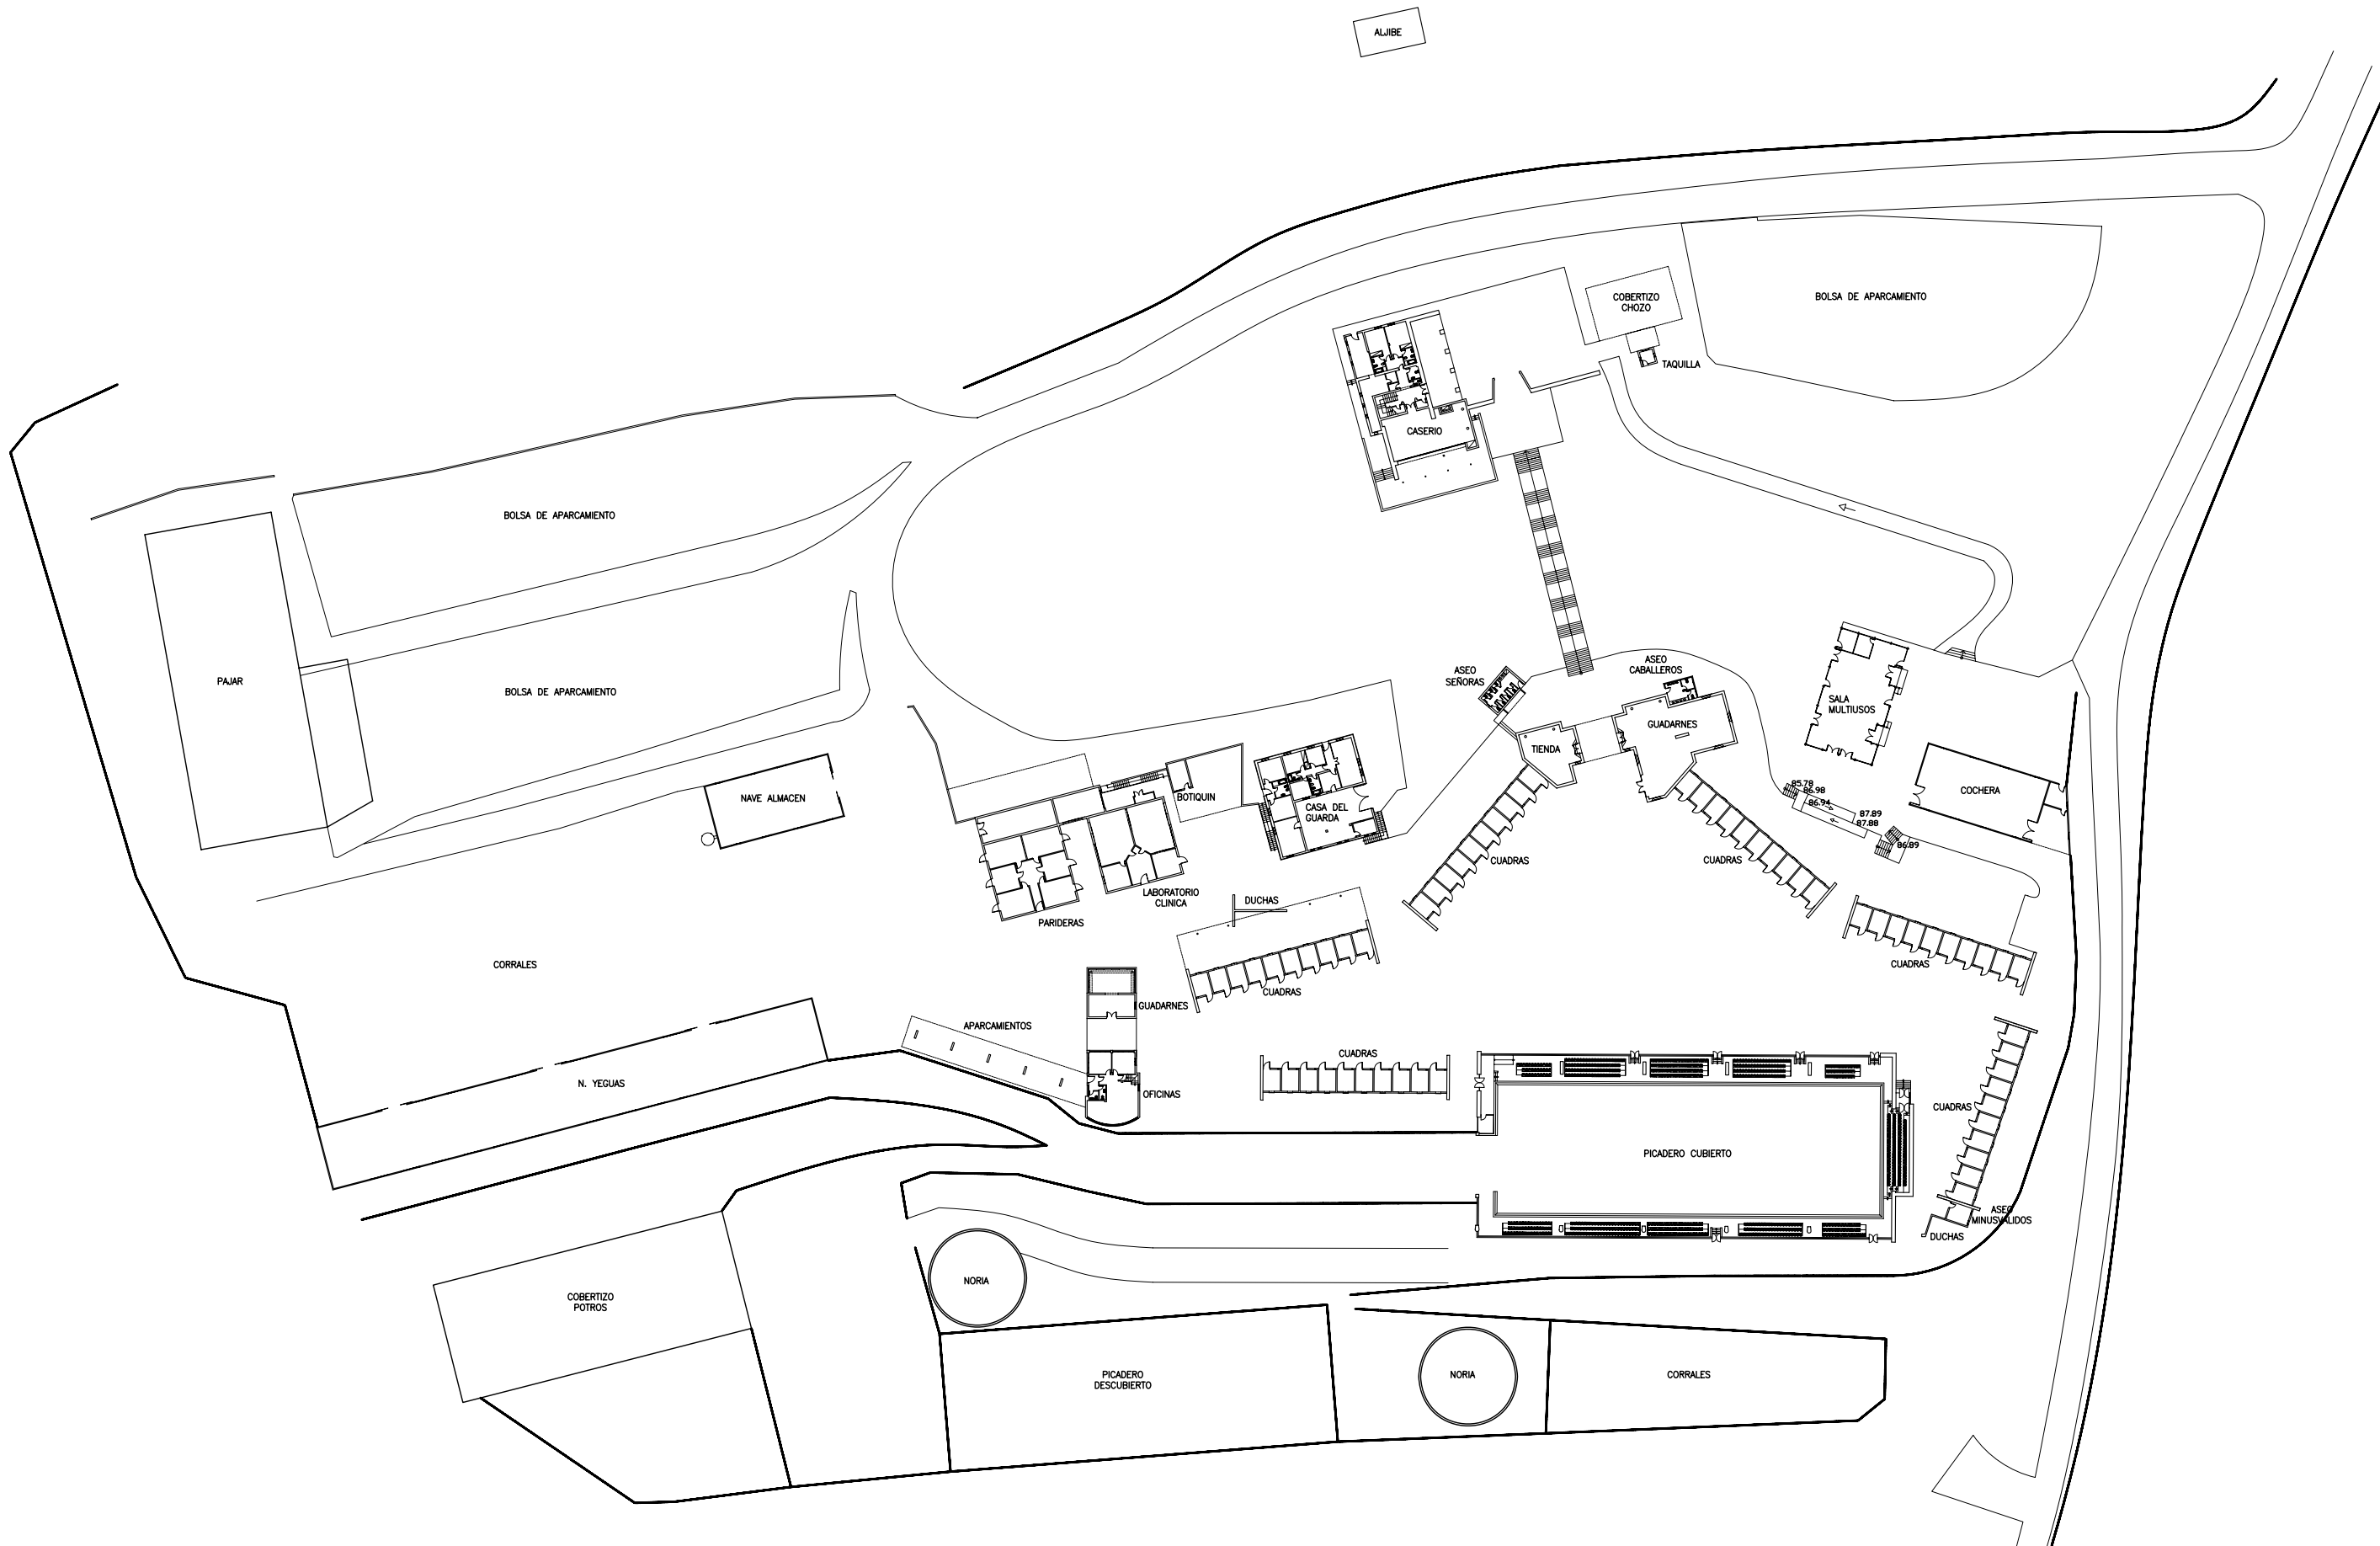 ALJIBE
COBERTIZO
CHOZO
BOLSA DE APARCAMIENTO
TAQUILLA
CASERIO
BOLSA DE APARCAMIENTO
PAJAR
BOLSA DE APARCAMIENTO
ASEO
SEÑORAS
ASEO
CABALLEROS
SALA
MULTIUSOS
GUADARNES
TIENDA
NAVE ALMACEN
BOTIQUIN
CASA DEL
GUARDA
COCHERA
85.78
86.98
86.94
87.89
87.88
86.89
CUADRAS
CUADRAS
LABORATORIO
CLINICA
DUCHAS
PARIDERAS
CORRALES
CUADRAS
CUADRAS
GUADARNES
APARCAMIENTOS
CUADRAS
N. YEGUAS
OFICINAS
CUADRAS
PICADERO CUBIERTO
ASEO
MINUSVALIDOS
DUCHAS
NORIA
COBERTIZO
POTROS
PICADERO
DESCUBIERTO
NORIA
CORRALES